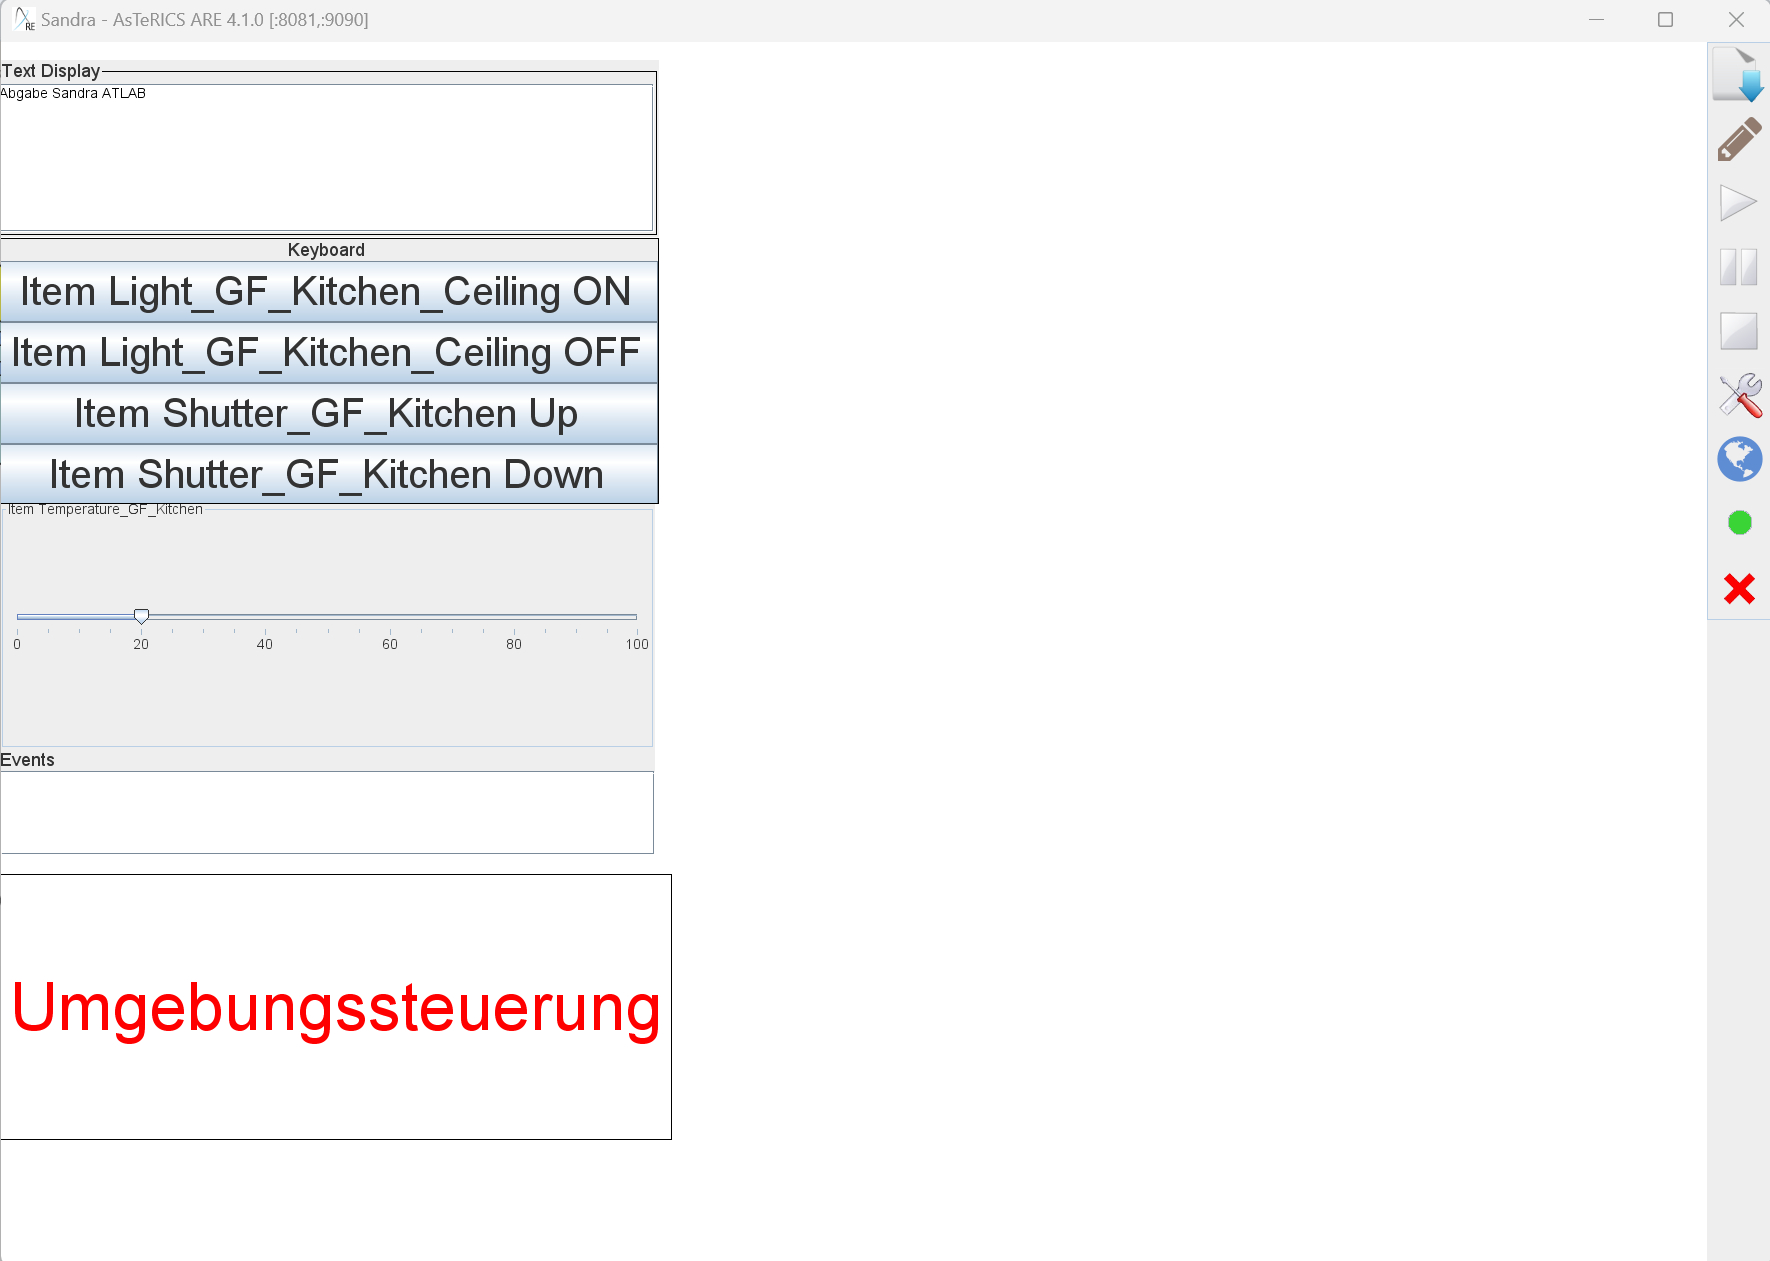 RE
Sandra - AsTeRICS ARE 4.1.0 [:8081,:9090]
Text Display
Abgabe Sandra ATLAB
Keyboard
Item Light_GF_Kitchen_Ceiling ON
Item Light_GF_Kitchen_Ceiling OFF
Item Shutter_GF_Kitchen Up
Item Shutter_GF_Kitchen Down
Item Temperature_GF_Kitchen
0 20 40 60 80 100
Events
Umgebungssteuerung